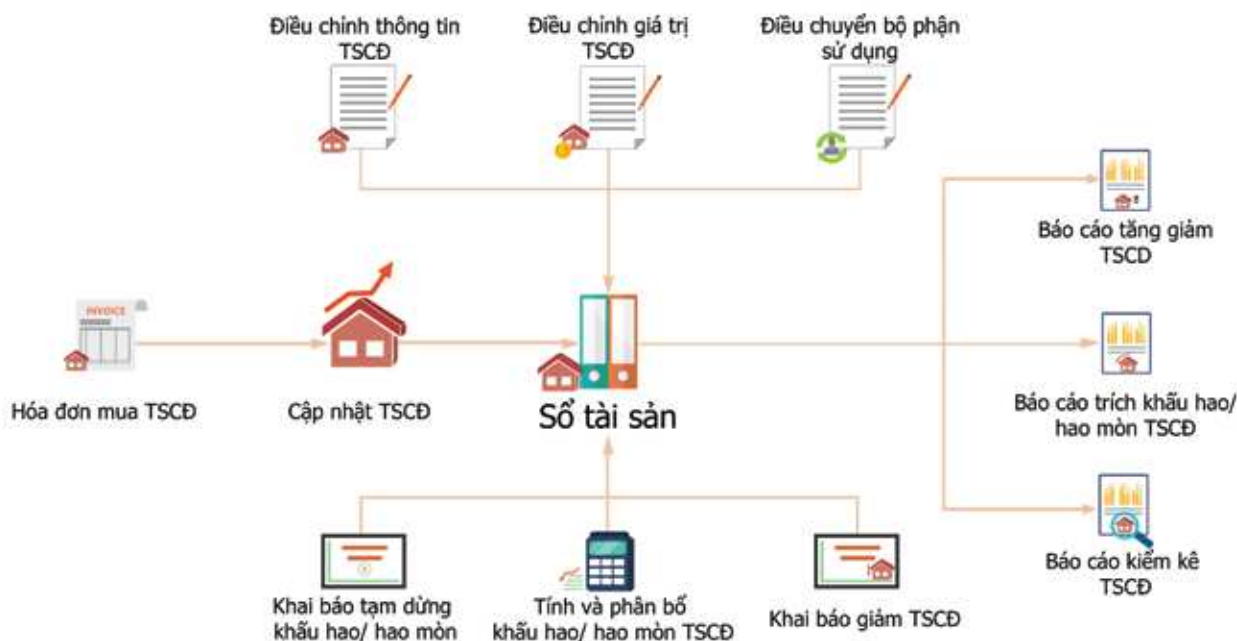 Điều chỉnh thông tin
TSCĐ
Điều chỉnh giá trị
TSCĐ
Điều chuyển bộ phận
sử dụng
Báo cáo tăng giảm
TSCD
INVOICE
Hóa đơn mua TSCĐ
Cập nhật TSCĐ
Sổ tài sản
Báo cáo trích khấu hao/
hao mòn TSCĐ
Khai báo tạm dừng
khấu hao/ hao mòn
Tính và phân bổ
khấu hao/ hao mòn TSCĐ
Khai báo giảm TSCĐ
Báo cáo kiểm kê
TSCĐ